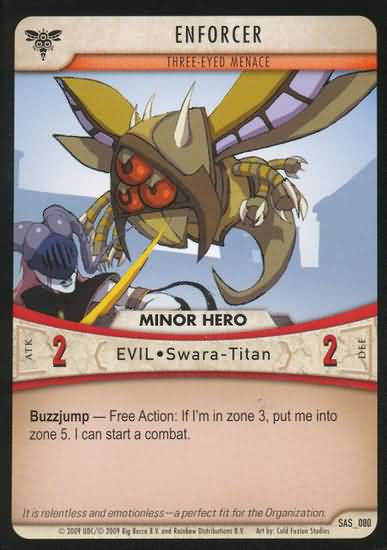 ENFORCER
THREE-EYED MENACE
MINOR HERO
ATK
2
EVIL•Swara-Titan
2
DEF
Buzzjump — Free Action: If I'm in zone 3, put me into
zone 5. I can start a combat.
It is relentless and emotionless—a perfect fit for the Organization.
SAS_080
© 2009 UDC/© 2009 Big Bocca B.V. and Rainbow Distributions B.V. Art by: Cold Fusion Studios